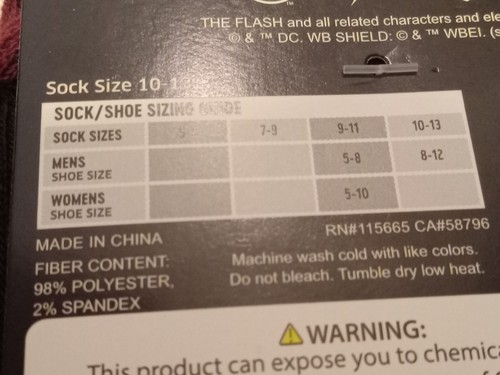 THE FLASH and all related characters and ele
© & ™ DC. WB SHIELD: © & ™ WBEI. (s
Sock Size 10-13
SOCK/SHOE SIZING GUIDE
SOCK SIZES 7-9 9-11 10-13
MENS SHOE SIZE 5-8 8-12
WOMENS SHOE SIZE 5-10
RN#115665 CA#58796
MADE IN CHINA
FIBER CONTENT:
98% POLYESTER,
2% SPANDEX
Machine wash cold with like colors.
Do not bleach. Tumble dry low heat.
WARNING:
This product can expose you to chemica